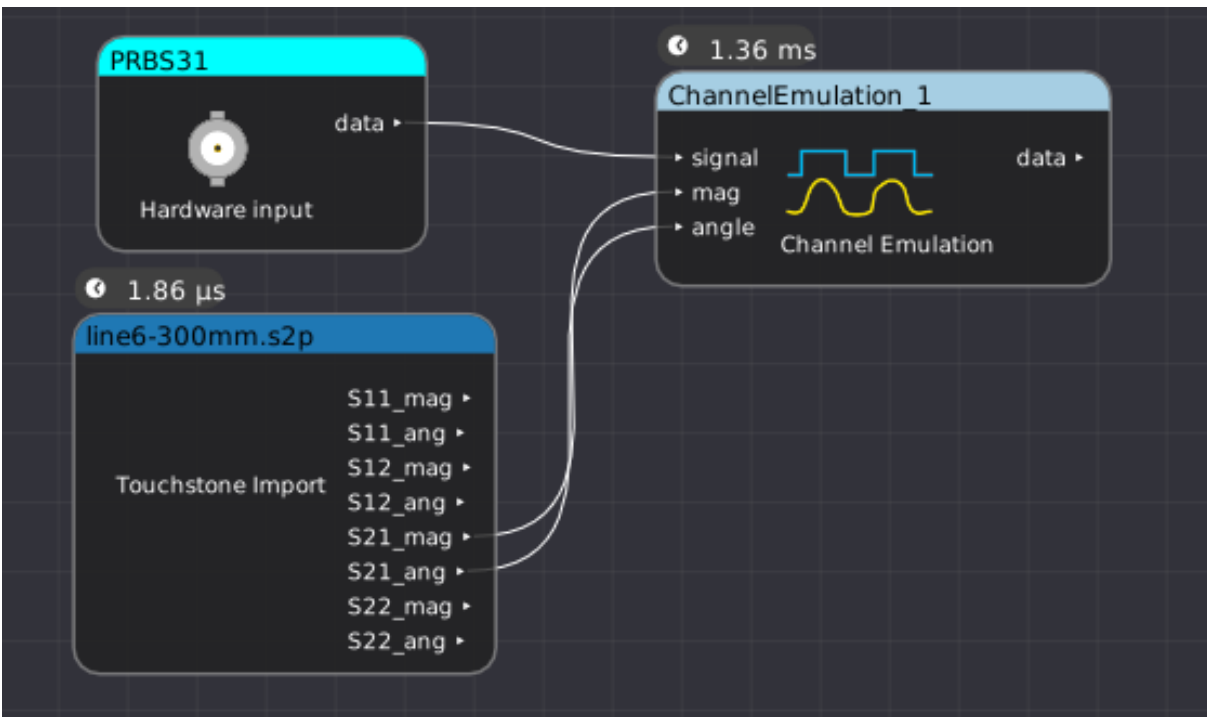 PRBS31
data
Hardware input
1.36 ms
ChannelEmulation_1
signal
data
mag
angle
Channel Emulation
1.86 µs
line6-300mm.s2p
S11_mag
S11_ang
S12_mag
Touchstone Import
S12_ang
S21_mag
S21_ang
S22_mag
S22_ang